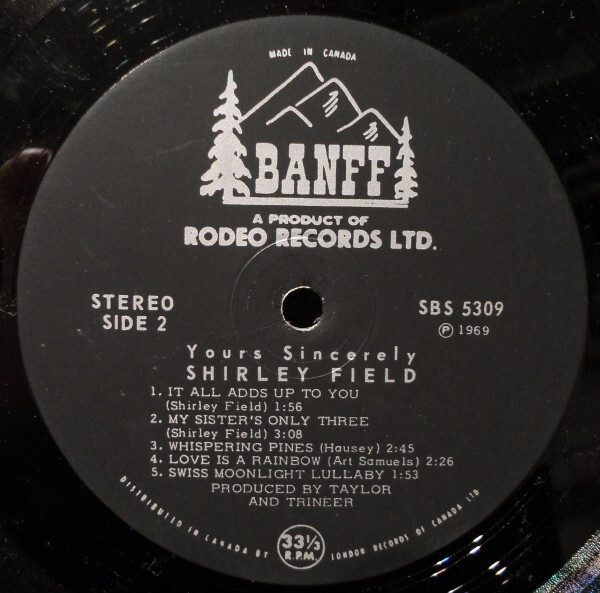 MADE IN CANADA
BANFF
A PRODUCT OF
RODEO RECORDS LTD.
STEREO
SIDE 2
SBS 5309
℗ 1969
Yours Sincerely
SHIRLEY FIELD
1. IT ALL ADDS UP TO YOU
(Shirley Field) 1:56
2. MY SISTER'S ONLY THREE
(Shirley Field) 3:08
3. WHISPERING PINES (Hausey) 2:45
4. LOVE IS A RAINBOW (Art Samuels) 2:26
5. SWISS MOONLIGHT LULLABY 1:53
PRODUCED BY TAYLOR
AND TRINEER
33⅓
R.P.M.
DISTRIBUTED IN CANADA BY LONDON RECORDS OF CANADA LTD